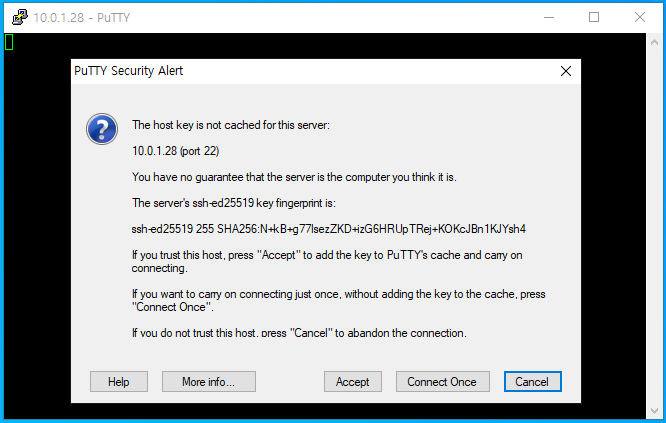 10.0.1.28 - PuTTY
PuTTY Security Alert
The host key is not cached for this server:
10.0.1.28 (port 22)
You have no guarantee that the server is the computer you think it is.
The server's ssh-ed25519 key fingerprint is:
ssh-ed25519 255 SHA256:N+kB+g77lsezZKD+izG6HRUpTRej+KOKcJBn1KJYsh4
If you trust this host, press "Accept" to add the key to PuTTY's cache and carry on
connecting.
If you want to carry on connecting just once, without adding the key to the cache, press
"Connect Once".
If you do not trust this host, press "Cancel" to abandon the connection.
Help
More info...
Accept
Connect Once
Cancel